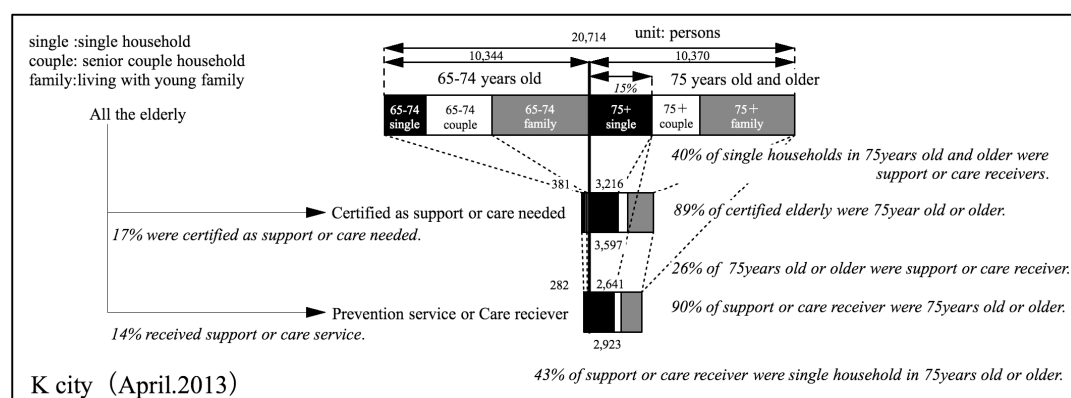 single :single household
couple: senior couple household
family:living with young family
20,714
unit: persons
10,344
10,370
65-74 years old
75 years old and older
15%
All the elderly
65-74 single
65-74 couple
65-74 family
75+ single
75+ couple
75+ family
40% of single households in 75years old and older were
support or care receivers.
381
3,216
Certified as support or care needed
89% of certified elderly were 75year old or older.
17% were certified as support or care needed.
3,597
26% of 75years old or older were support or care receiver.
282
2,641
Prevention service or Care reciever
90% of support or care receiver were 75years old or older.
14% received support or care service.
2,923
K city (April.2013)
43% of support or care receiver were single household in 75years old or older.